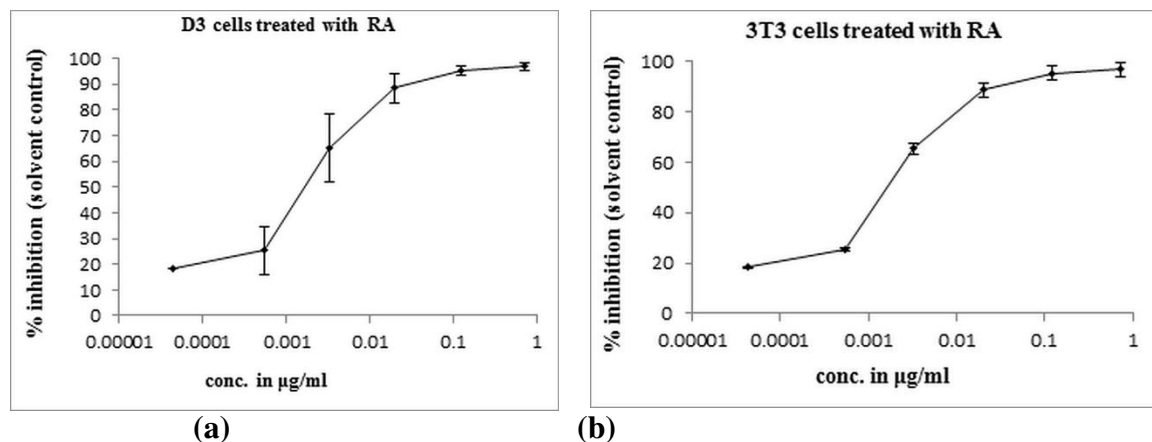 D3 cells treated with RA
% inhibition (solvent control)
100
90
80
70
60
50
40
30
20
10
0
0.00001 0.0001 0.001 0.01 0.1 1
conc. in µg/ml
(a)
3T3 cells treated with RA
% inhibition (solvent control)
100
80
60
40
20
0
0.00001 0.0001 0.001 0.01 0.1 1
conc. in µg/ml
(b)